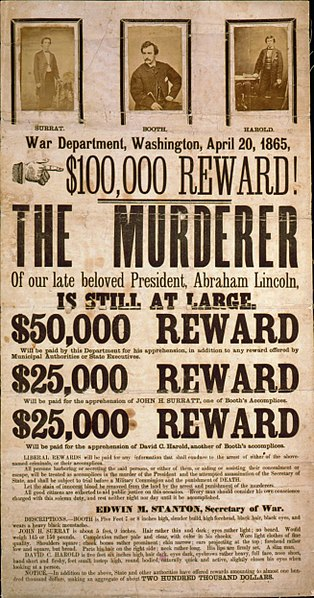 SURRAT.
BOOTH.
HAROLD.
War Department, Washington, April 20, 1865,
$100,000 REWARD!
THE MURDERER
Of our late beloved President, Abraham Lincoln,
IS STILL AT LARGE.
$50,000 REWARD
Will be paid by this Department for his apprehension, in addition to any reward offered by
Municipal Authorities or State Executives.
$25,000 REWARD
Will be paid for the apprehension of JOHN H. SURRATT, one of Booth's Accomplices.
$25,000 REWARD
Will be paid for the apprehension of David C. Harold, another of Booth's accomplices.
LIBERAL REWARDS will be paid for any information that shall conduce to the arrest of either of the above-
named criminals, or their accomplices.
All persons harboring or secreting the said persons, or either of them, or aiding or assisting their concealment or
escape, will be treated as accomplices in the murder of the President and the attempted assassination of the Secretary of
State, and shall be subject to trial before a Military Commission and the punishment of DEATH.
Let the stain of innocent blood be removed from the land by the arrest and punishment of the murderers.
All good citizens are exhorted to aid public justice on this occasion. Every man should consider his own conscience
charged with this solemn duty, and rest neither night nor day until it be accomplished.
EDWIN M. STANTON, Secretary of War.
DESCRIPTIONS.—BOOTH is Five Feet 7 or 8 inches high, slender build, high forehead, black hair, black eyes, and
wears a heavy black moustache.
JOHN H. SURRAT is about 5 feet, 9 inches. Hair rather thin and dark; eyes rather light; no beard. Would
weigh 145 or 150 pounds. Complexion rather pale and clear, with color in his cheeks. Wore light clothes of fine
quality. Shoulders square; cheek bones rather prominent; chin narrow; ears projecting at the top; forehead rather
low and square, but broad. Parts his hair on the right side; neck rather long. His lips are firmly set. A slim man.
DAVID C. HAROLD is five feet six inches high, hair dark, eyes dark, eyebrows rather heavy, full face, nose short,
hand short and fleshy, feet small, instep high, round bodied, naturally quick and active, slightly closes his eyes when
looking at a person.
NOTICE.—In addition to the above, State and other authorities have offered rewards amounting to almost one hun-
dred thousand dollars, making an aggregate of about TWO HUNDRED THOUSAND DOLLARS.